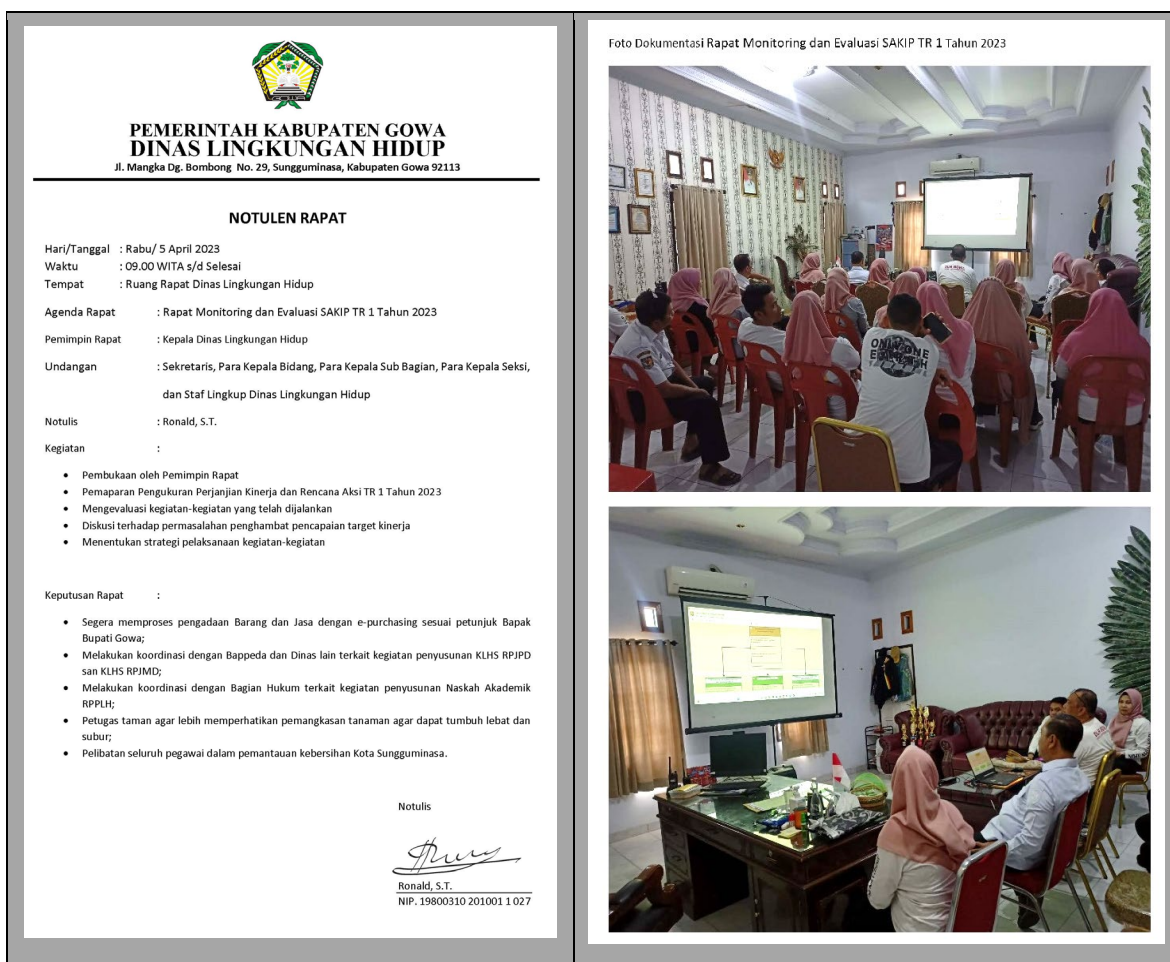 PEMERINTAH KABUPATEN GOWA
DINAS LINGKUNGAN HIDUP
Jl. Mangka Dg. Bombong No. 29, Sungguminasa, Kabupaten Gowa 92113
NOTULEN RAPAT
Hari/Tanggal : Rabu/ 5 April 2023
Waktu : 09.00 WITA s/d Selesai
Tempat : Ruang Rapat Dinas Lingkungan Hidup
Agenda Rapat : Rapat Monitoring dan Evaluasi SAKIP TR 1 Tahun 2023
Pemimpin Rapat : Kepala Dinas Lingkungan Hidup
Undangan : Sekretaris, Para Kepala Bidang, Para Kepala Sub Bagian, Para Kepala Seksi,
dan Staf Lingkup Dinas Lingkungan Hidup
Notulis : Ronald, S.T.
Kegiatan :
• Pembukaan oleh Pemimpin Rapat
• Pemaparan Pengukuran Perjanjian Kinerja dan Rencana Aksi TR 1 Tahun 2023
• Mengevaluasi kegiatan-kegiatan yang telah dijalankan
• Diskusi terhadap permasalahan penghambat pencapaian target kinerja
• Menentukan strategi pelaksanaan kegiatan-kegiatan
Keputusan Rapat :
• Segera memproses pengadaan Barang dan Jasa dengan e-purchasing sesuai petunjuk Bapak
Bupati Gowa;
• Melakukan koordinasi dengan Bappeda dan Dinas lain terkait kegiatan penyusunan KLHS RPJPD
san KLHS RPJMD;
• Melakukan koordinasi dengan Bagian Hukum terkait kegiatan penyusunan Naskah Akademik
RPPLH;
• Petugas taman agar lebih memperhatikan pemangkasan tanaman agar dapat tumbuh lebat dan
subur;
• Pelibatan seluruh pegawai dalam pemantauan kebersihan Kota Sungguminasa.
Notulis
Ronald, S.T.
NIP. 19800310 201001 1 027
Foto Dokumentasi Rapat Monitoring dan Evaluasi SAKIP TR 1 Tahun 2023
ONLY ONE